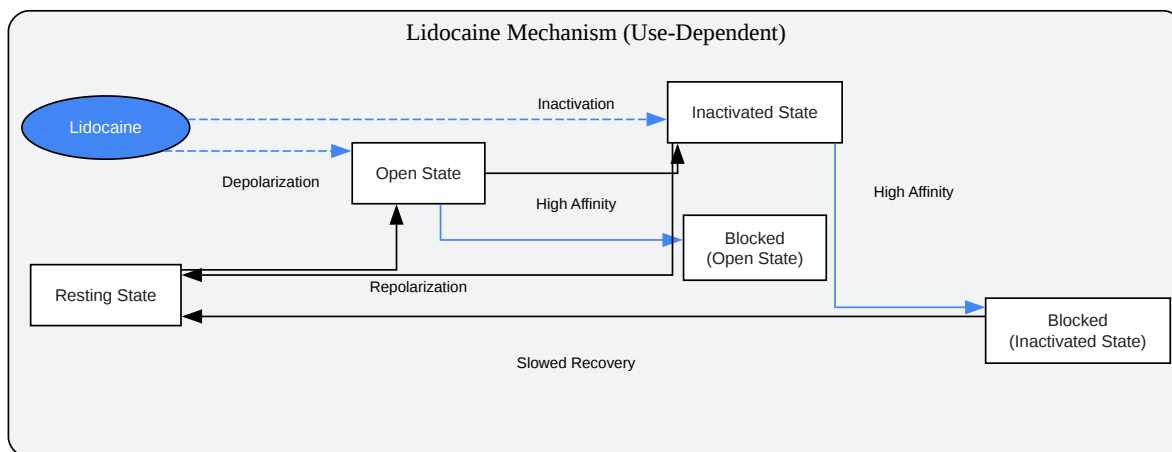 Lidocaine Mechanism (Use-Dependent)
Inactivation
Inactivated State
Lidocaine
Depolarization
Open State
High Affinity
High Affinity
Blocked
(Open State)
Resting State
Repolarization
Blocked
(Inactivated State)
Slowed Recovery